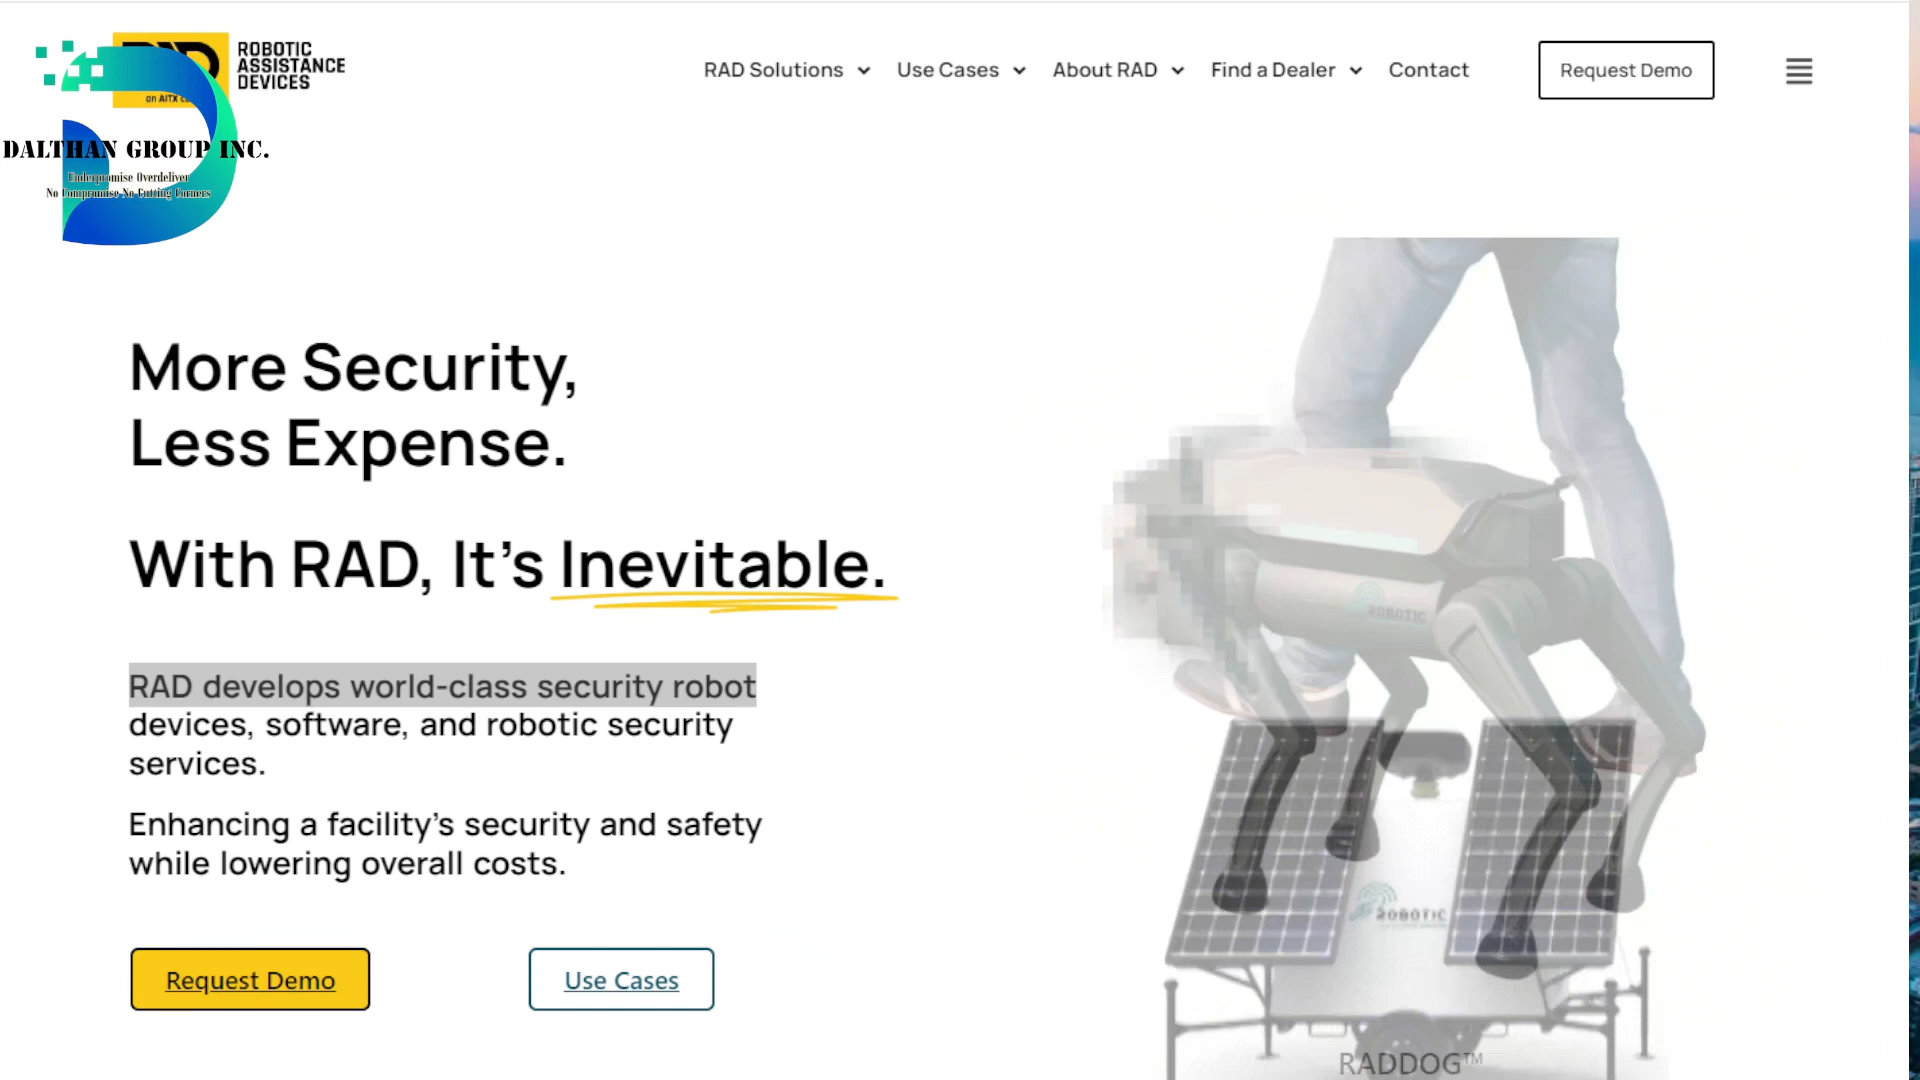 ROBOTIC
ASSISTANCE
DEVICES
an AITX
DALTHAN GROUP INC.
Underpromise Overdeliver
No Compromise No Cutting Corners
RAD Solutions
Use Cases
About RAD
Find a Dealer
Contact
Request Demo
More Security,
Less Expense.
With RAD, It's Inevitable.
RAD develops world-class security robot
devices, software, and robotic security
services.
Enhancing a facility's security and safety
while lowering overall costs.
Request Demo
Use Cases
ROBOTIC
ROBOTIC
RADDOG™